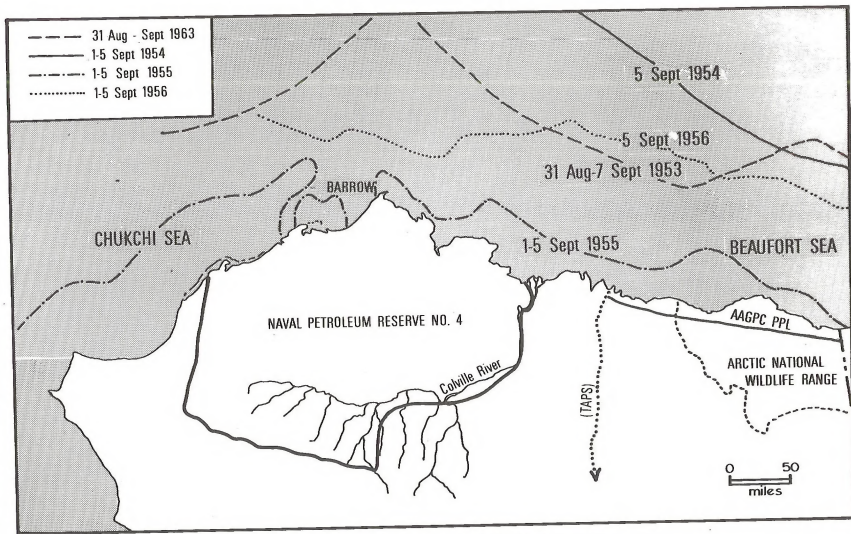 31 Aug - Sept 1963
1-5 Sept 1954
1-5 Sept 1955
1-5 Sept 1956
5 Sept 1954
5 Sept 1956
31 Aug-7 Sept 1953
BARROW
CHUKCHI SEA
1-5 Sept 1955
BEAUFORT SEA
NAVAL PETROLEUM RESERVE NO. 4
AAGPC PPL
Colville River
ARCTIC NATIONAL
WILDLIFE RANGE
(TAPS)
0 50
miles